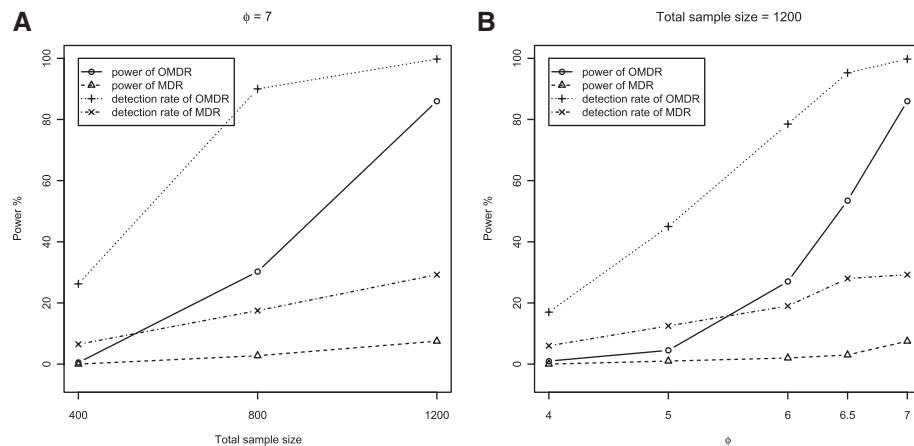 A
ϕ = 7
power of OMDR
power of MDR
detection rate of OMDR
detection rate of MDR
Power %
0
20
40
60
80
100
400
800
1200
Total sample size
B
Total sample size = 1200
power of OMDR
power of MDR
detection rate of OMDR
detection rate of MDR
Power %
0
20
40
60
80
100
4
5
6
6.5
7
ϕ